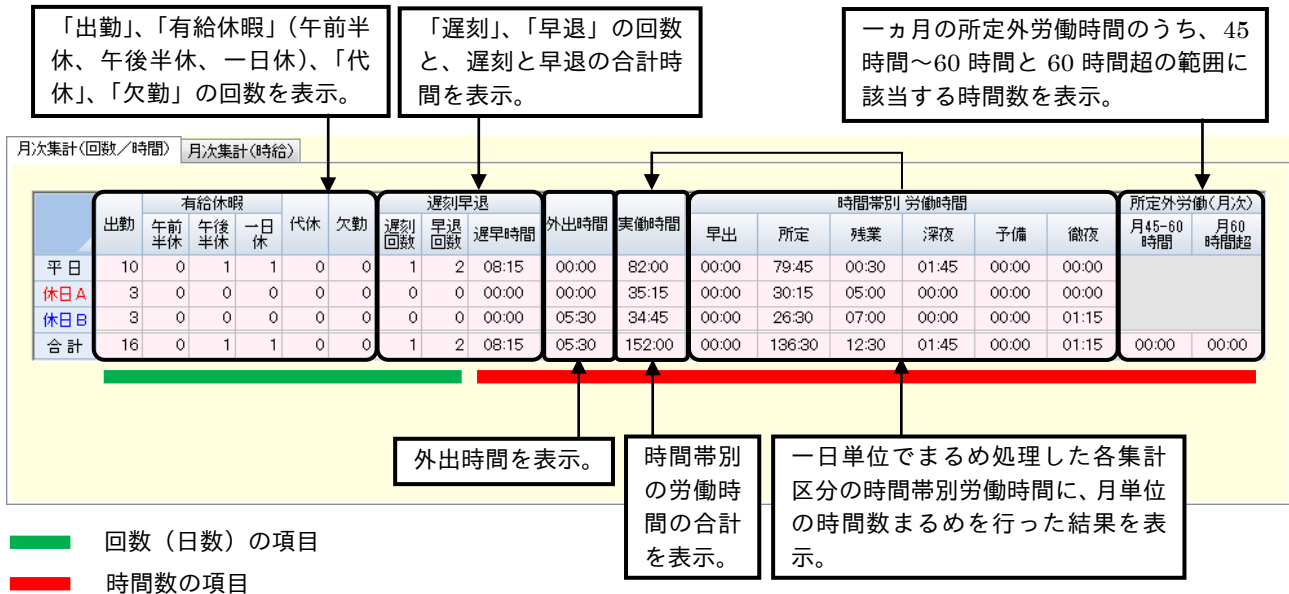 「出勤」、「有給休暇」（午前半
休、午後半休、一日休）、「代
休」、「欠勤」の回数を表示。
「遅刻」、「早退」の回数
と、遅刻と早退の合計時
間を表示。
一ヵ月の所定外労働時間のうち、45
時間～60 時間と 60 時間超の範囲に
該当する時間数を表示。
月次集計（回数／時間） 月次集計（時給）
出勤 有給休暇 代休 欠勤 遅刻早退 外出時間 実働時間 時間帯別 労働時間 所定外労働（月次）
午前半休 午後半休 一日休 遅刻回数 早退回数 遅早時間 早出 所定 残業 深夜 予備 徹夜 月45-60時間 月60時間超
平日 10 0 1 1 0 0 1 2 08:15 00:00 82:00 00:00 79:45 00:30 01:45 00:00 00:00
休日A 3 0 0 0 0 0 0 0 00:00 00:00 35:15 00:00 30:15 05:00 00:00 00:00 00:00
休日B 3 0 0 0 0 0 0 0 00:00 05:30 34:45 00:00 26:30 07:00 00:00 00:00 01:15
合計 16 0 1 1 0 0 1 2 08:15 05:30 152:00 00:00 136:30 12:30 01:45 00:00 01:15 00:00 00:00
外出時間を表示。
時間帯別
の労働時
間の合計
を表示。
一日単位でまるめ処理した各集計
区分の時間帯別労働時間に、月単位
の時間数まるめを行った結果を表
示。
回数（日数）の項目
時間数の項目